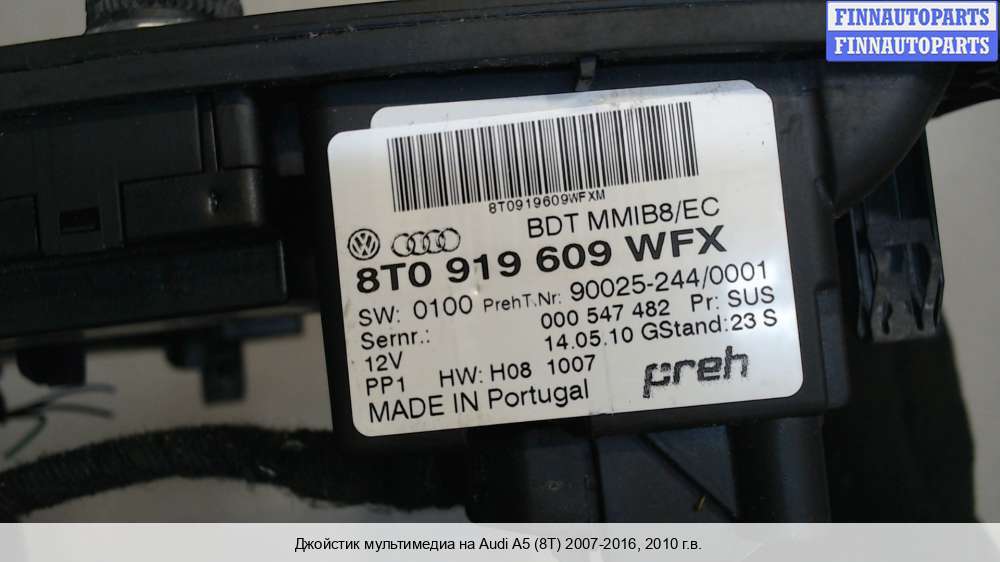 FINNAUTOPARTS
FINNAUTOPARTS
8T0919609WFXM
BDT MMIB8/EC
8T0 919 609 WFX
SW: 0100 PrehT.Nr: 90025-244/0001
Sernr.: 000 547 482 Pr: SUS
12V 14.05.10 GStand:23 S
PP1 HW: H08 1007
preh
MADE IN Portugal
Джойстик мультимедиа на Audi A5 (8T) 2007-2016, 2010 г.в.